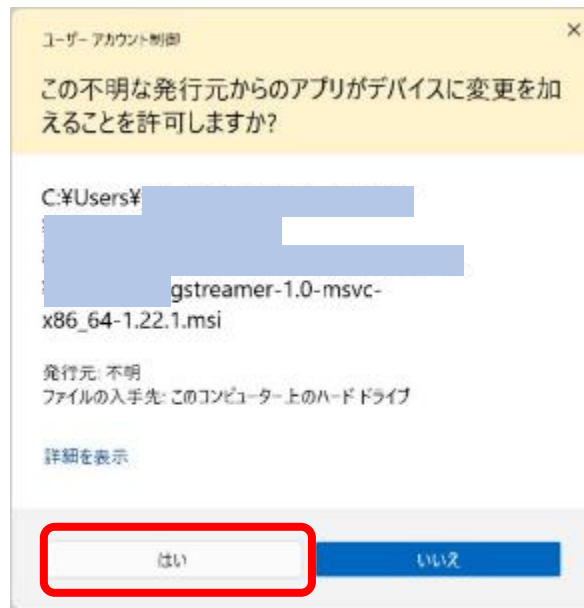 ユーザー アカウント制御
×
この不明な発行元からのアプリがデバイスに変更を加
えることを許可しますか?
C:¥Users¥
gstreamer-1.0-msvc-
x86_64-1.22.1.msi
発行元: 不明
ファイルの入手先: このコンピューター上のハード ドライブ
詳細を表示
はい
いいえ